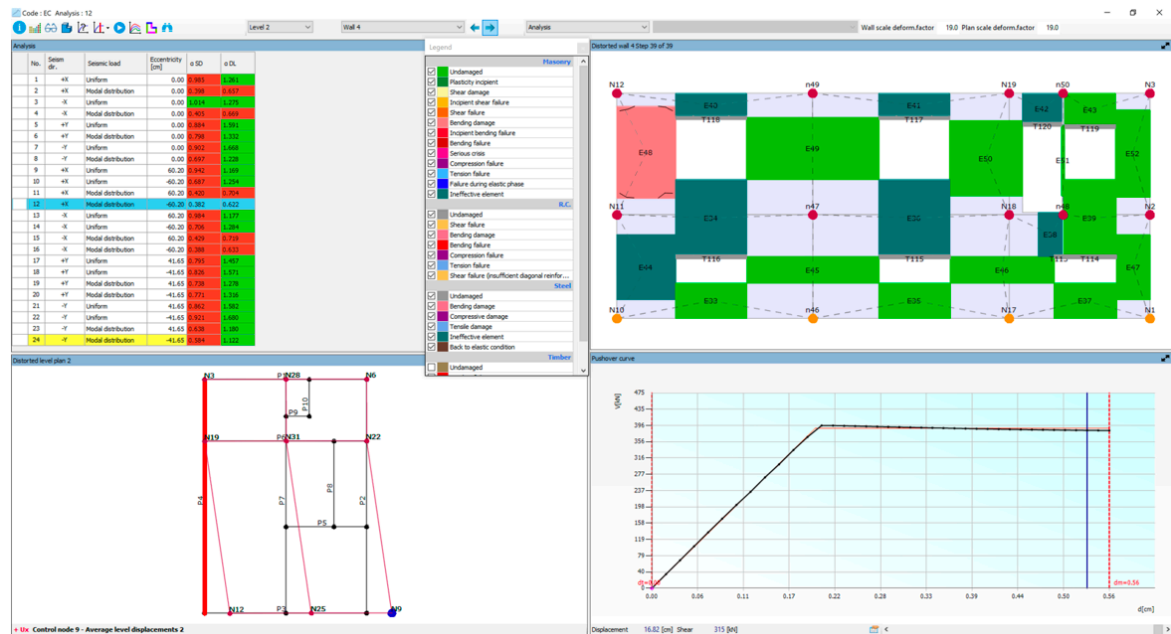 Code : EC Analysis : 12
Level 2
Wall 4
Analysis
Wall scale deform.factor 19.0 Plan scale deform.factor 19.0
Analysis
No. Seism dir. Seismic load Eccentricity [cm] α SD α DL
1 +X Uniform 0.00 0.985 1.261
2 +X Modal distribution 0.00 0.398 0.637
3 -X Uniform 0.00 1.014 1.275
4 -X Modal distribution 0.00 0.405 0.669
5 +Y Uniform 0.00 0.884 1.591
6 +Y Modal distribution 0.00 0.798 1.332
7 -Y Uniform 0.00 0.902 1.668
8 -Y Modal distribution 0.00 0.697 1.228
9 +X Uniform 60.20 0.942 1.169
10 +X Uniform -60.20 0.687 1.254
11 +X Modal distribution 60.20 0.420 0.704
12 +X Modal distribution -60.20 0.382 0.622
13 -X Uniform 60.20 0.984 1.177
14 -X Uniform -60.20 0.706 1.284
15 -X Modal distribution 60.20 0.429 0.719
16 -X Modal distribution -60.20 0.388 0.633
17 +Y Uniform 41.65 0.793 1.457
18 +Y Uniform -41.65 0.826 1.571
19 +Y Modal distribution 41.65 0.738 1.278
20 +Y Modal distribution -41.65 0.771 1.316
21 -Y Uniform 41.65 0.862 1.582
22 -Y Uniform -41.65 0.921 1.680
23 -Y Modal distribution 41.65 0.638 1.180
24 -Y Modal distribution -41.65 0.584 1.122
Legend
Masonry
Undamaged
Plasticity incipient
Shear damage
Incipient shear failure
Shear failure
Bending damage
Incipient bending failure
Bending failure
Serious crisis
Compression failure
Tension failure
Failure during elastic phase
Ineffective element
R.C.
Undamaged
Shear failure
Bending damage
Bending failure
Compression failure
Tension failure
Shear failure (insufficient diagonal reinfor...
Steel
Undamaged
Bending damage
Compressive damage
Tensile damage
Ineffective element
Back to elastic condition
Timber
Undamaged
Distorted wall 4 Step 39 of 39
N12 n49 N19 n50 N3
E40 E41 E42 E43
T118 T117 T120 T119
E48 E49 E50 E51 E52
N11 n47 N18 n48 N2
E34 E36 E38 E39
T116 T115 T113 T114
E44 E45 E46 E47
N10 E33 n46 E35 N17 E37 N1
Distorted level plan 2
N3 P1 N28 N6
P10
P9
N19 P6 N31 N22
P4 P7 P8 P2
P5
N12 P3 N25 N9
+ Ux Control node 9 - Average level displacements 2
Pushover curve
V[kN]
475
435
396
356
316
277
237
198
158
119
79
40
dt=0.00
dm=0.56
0.00 0.06 0.11 0.17 0.22 0.28 0.33 0.39 0.44 0.50 0.56
d[cm]
Displacement 16.82 [cm] Shear 315 [kN]